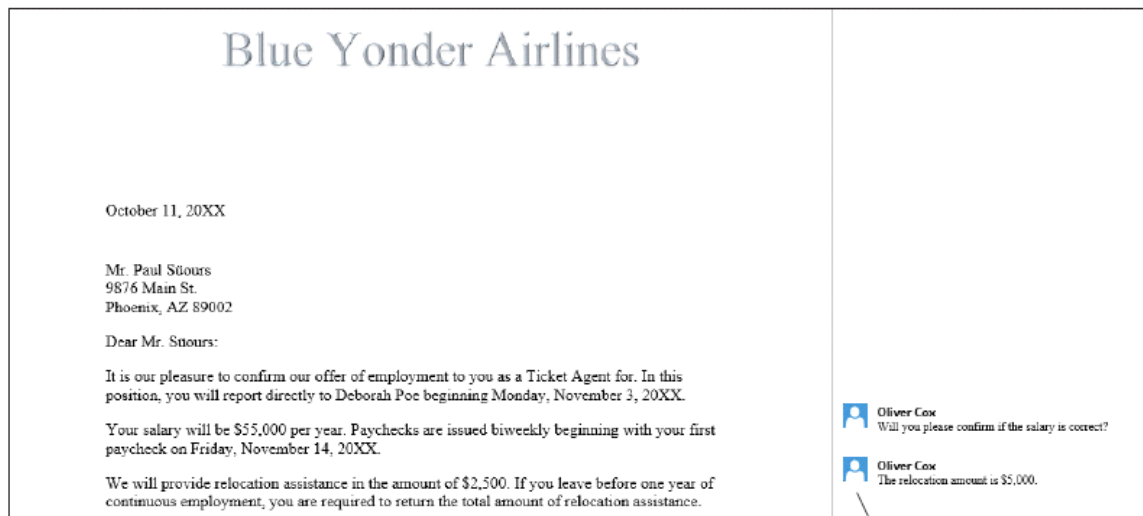 Blue Yonder Airlines
October 11, 20XX
Mr. Paul
9876 Main St.
Phoenix, AZ 89002
Dear Mr.
It is our pleasure to confirm our offer of employment to you as a Ticket Agent for. In this
position, you will report directly to Deborah Poe beginning Monday, November 3, 20XX.
Your salary will be $55,000 per year. Paychecks are issued biweekly beginning with your first
paycheck on Friday, November 14, 20XX.
We will provide relocation assistance in the amount of $2,500. If you leave before one year of
continuous employment, you are required to return the total amount of relocation assistance.
Oliver Cox
Will you please confirm if the salary is correct?
Oliver Cox
The relocation amount is $5,000.